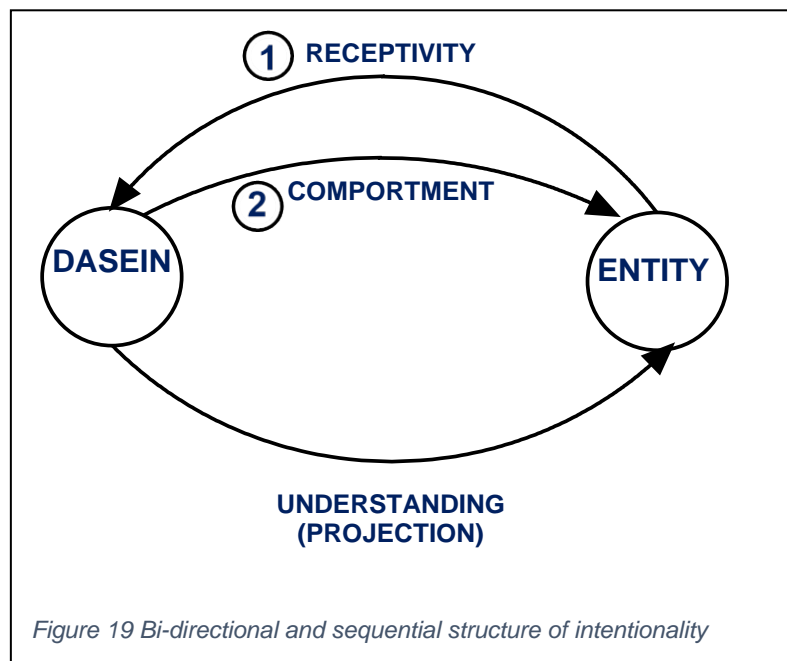 1 RECEPTIVITY
2 COMPORTMENT
DASEIN
ENTITY
UNDERSTANDING
(PROJECTION)
Figure 19 Bi-directional and sequential structure of intentionality